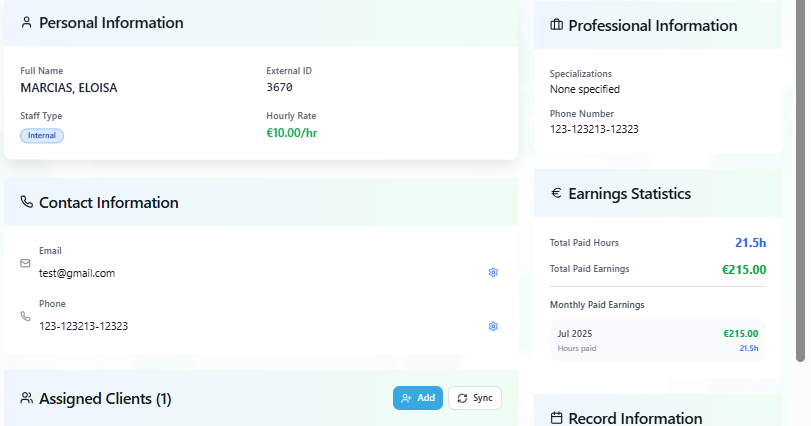 Personal Information
Full Name
MARCIAS, ELOISA
External ID
3670
Staff Type
Internal
Hourly Rate
€10.00/hr
Contact Information
Email
test@gmail.com
Phone
123-123213-12323
Assigned Clients (1)
Add
Sync
Professional Information
Specializations
None specified
Phone Number
123-123213-12323
Earnings Statistics
Total Paid Hours
21.5h
Total Paid Earnings
€215.00
Monthly Paid Earnings
Jul 2025
€215.00
Hours paid
21.5h
Record Information